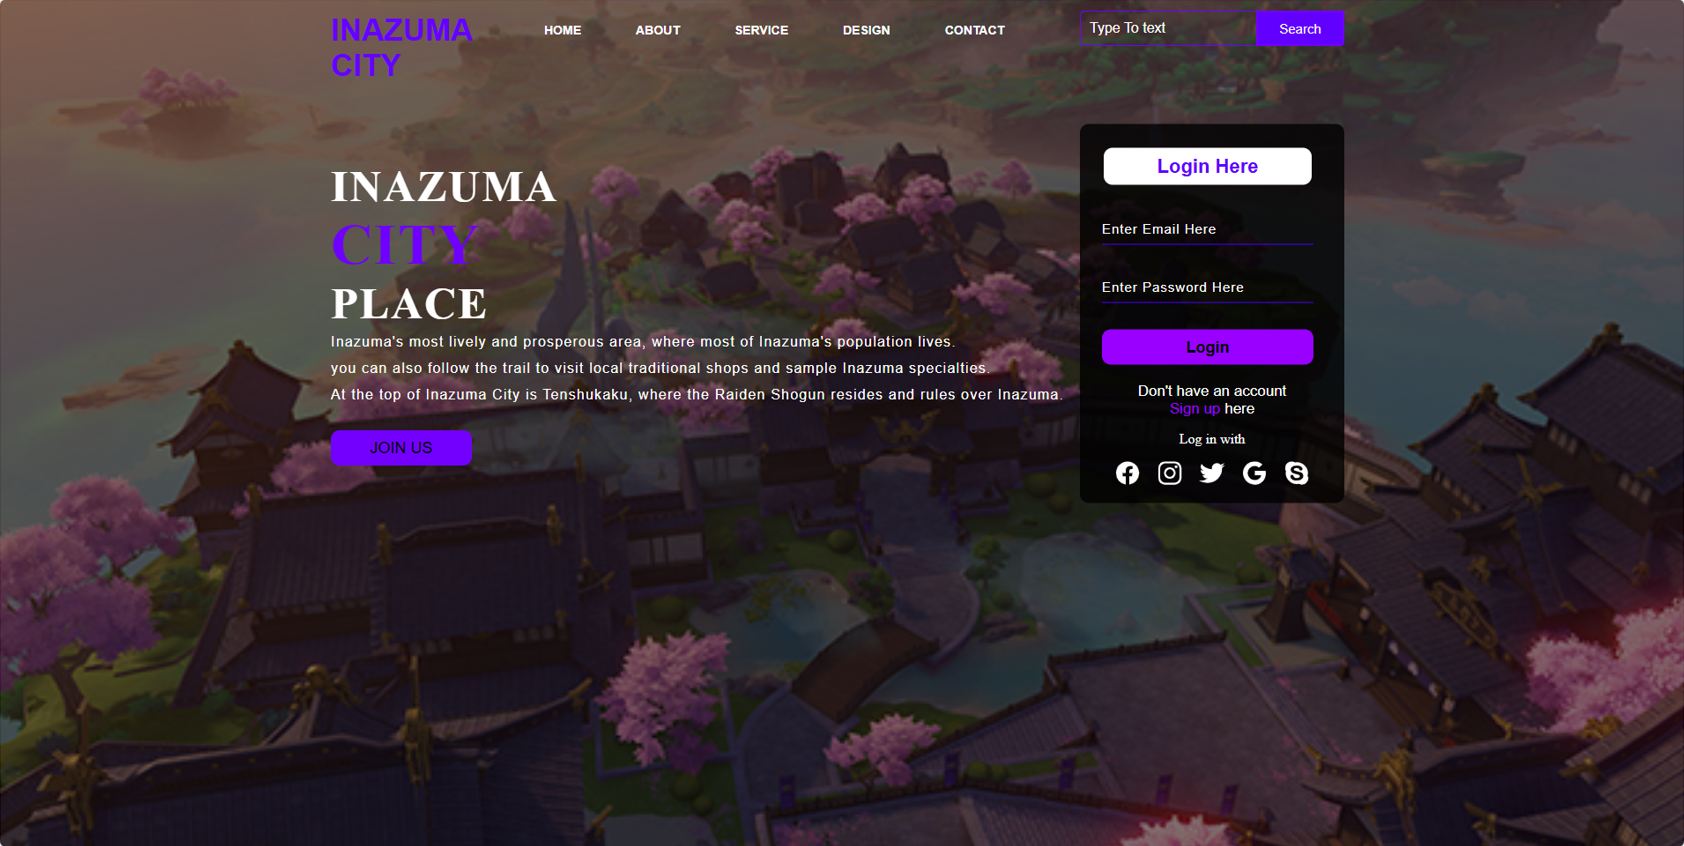 INAZUMA
CITY
HOME ABOUT SERVICE DESIGN CONTACT
Type To text Search
INAZUMA
CITY
PLACE
Inazuma's most lively and prosperous area, where most of Inazuma's population lives.
you can also follow the trail to visit local traditional shops and sample Inazuma specialties.
At the top of Inazuma City is Tenshukaku, where the Raiden Shogun resides and rules over Inazuma.
JOIN US
Login Here
Enter Email Here
Enter Password Here
Login
Don't have an account
Sign up here
Log in with